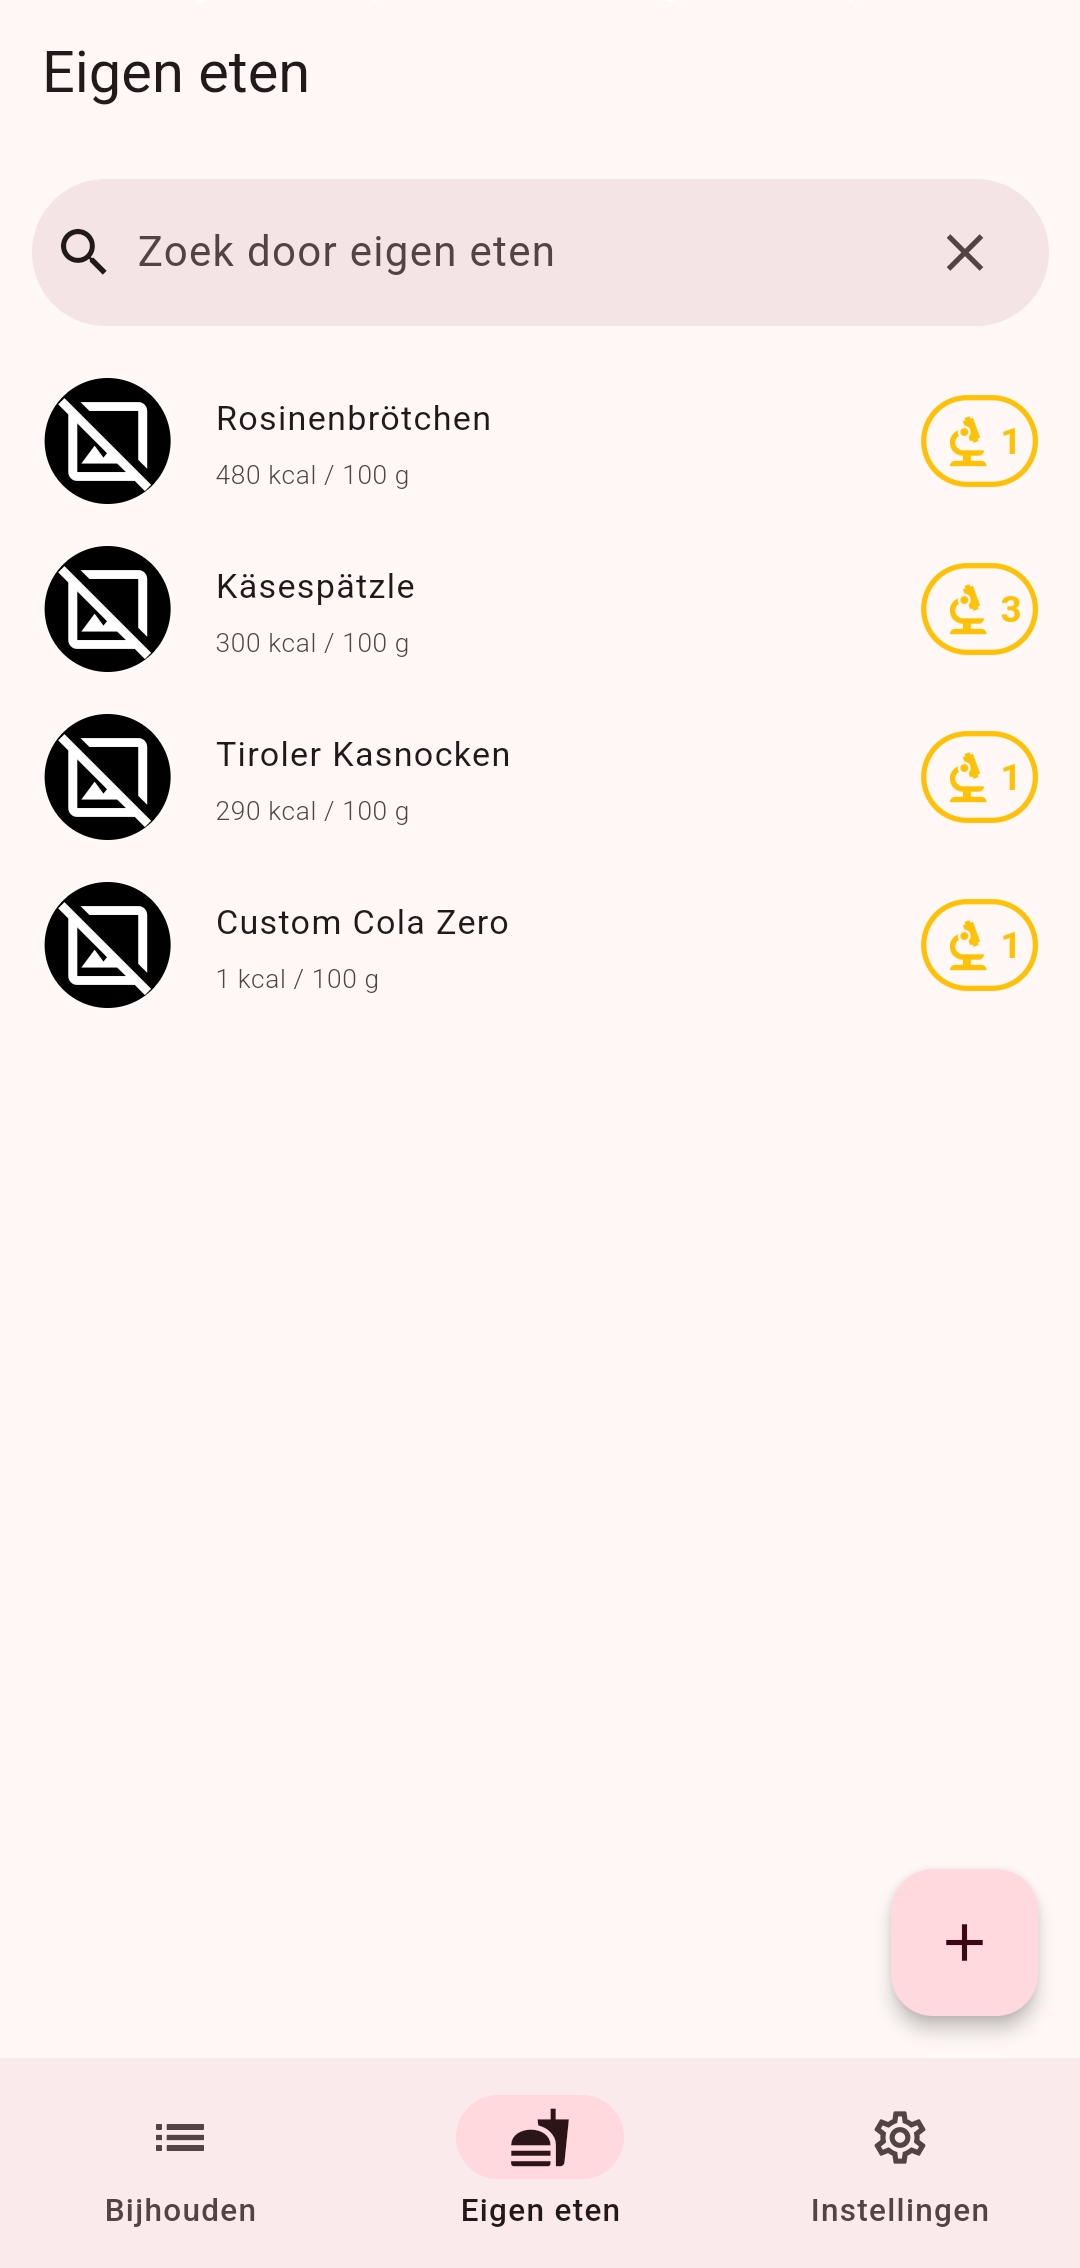 Eigen eten
Zoek door eigen eten
Rosinenbrötchen
480 kcal / 100 g
1
Käsespätzle
300 kcal / 100 g
3
Tiroler Kasnocken
290 kcal / 100 g
1
Custom Cola Zero
1 kcal / 100 g
1
Bijhouden
Eigen eten
Instellingen